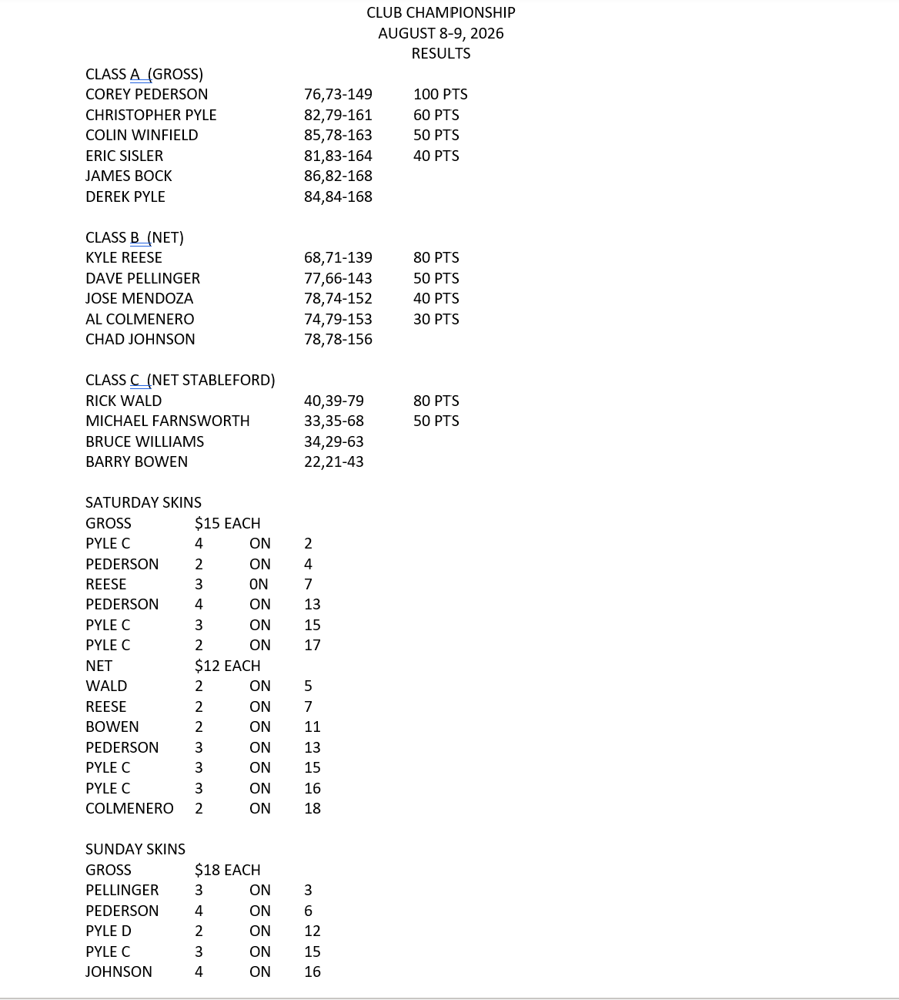 CLUB CHAMPIONSHIP
AUGUST 8-9, 2026
RESULTS
CLASS A (GROSS)
COREY PEDERSON 76,73-149 100 PTS
CHRISTOPHER PYLE 82,79-161 60 PTS
COLIN WINFIELD 85,78-163 50 PTS
ERIC SISLER 81,83-164 40 PTS
JAMES BOCK 86,82-168
DEREK PYLE 84,84-168
CLASS B (NET)
KYLE REESE 68,71-139 80 PTS
DAVE PELLINGER 77,66-143 50 PTS
JOSE MENDOZA 78,74-152 40 PTS
AL COLMENERO 74,79-153 30 PTS
CHAD JOHNSON 78,78-156
CLASS C (NET STABLEFORD)
RICK WALD 40,39-79 80 PTS
MICHAEL FARNSWORTH 33,35-68 50 PTS
BRUCE WILLIAMS 34,29-63
BARRY BOWEN 22,21-43
SATURDAY SKINS
GROSS $15 EACH
PYLE C 4 ON 2
PEDERSON 2 ON 4
REESE 3 0N 7
PEDERSON 4 ON 13
PYLE C 3 ON 15
PYLE C 2 ON 17
NET $12 EACH
WALD 2 ON 5
REESE 2 ON 7
BOWEN 2 ON 11
PEDERSON 3 ON 13
PYLE C 3 ON 15
PYLE C 3 ON 16
COLMENERO 2 ON 18
SUNDAY SKINS
GROSS $18 EACH
PELLINGER 3 ON 3
PEDERSON 4 ON 6
PYLE D 2 ON 12
PYLE C 3 ON 15
JOHNSON 4 ON 16